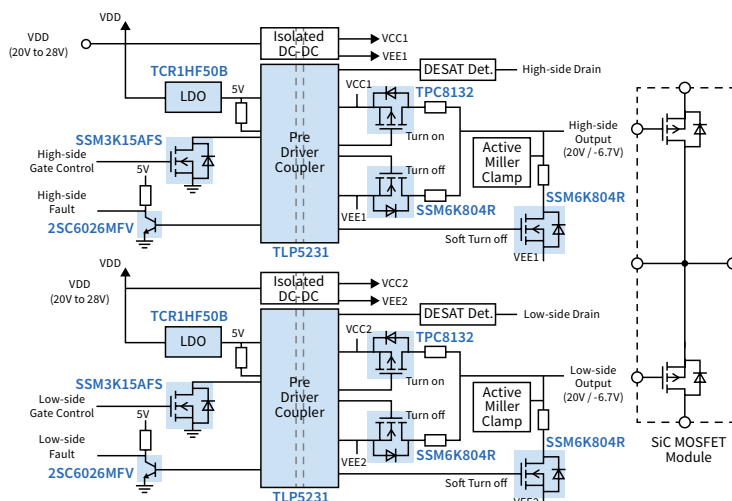 VDD
VDD
(20V to 28V)
Isolated
DC-DC
VCC1
VEE1
TCR1HF50B
LDO
5V
DESAT Det.
High-side Drain
VCC1
TPC8132
SSM3K15AFS
Pre
Driver
Coupler
Turn on
High-side
Gate Control
Active
Miller
Clamp
High-side
Output
(20V / -6.7V)
5V
Turn off
High-side
Fault
VEE1
SSM6K804R
SSM6K804R
2SC6026MFV
Soft Turn off
TLP5231
VEE1
VDD
VDD
(20V to 28V)
Isolated
DC-DC
VCC2
VEE2
TCR1HF50B
LDO
5V
DESAT Det.
Low-side Drain
VCC2
TPC8132
SSM3K15AFS
Pre
Driver
Coupler
Turn on
Low-side
Gate Control
Active
Miller
Clamp
Low-side
Output
(20V / -6.7V)
5V
Turn off
Low-side
Fault
VEE2
SSM6K804R
SSM6K804R
2SC6026MFV
Soft Turn off
TLP5231
VEE2
SiC MOSFET
Module